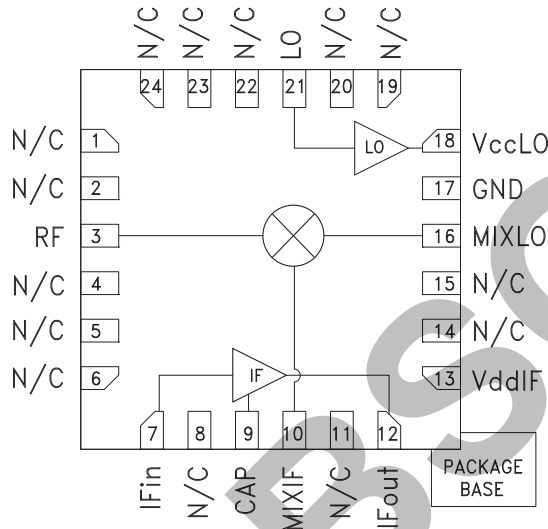 N/C N/C N/C LO N/C N/C
24 23 22 21 20 19
N/C 1
N/C 2
RF 3
N/C 4
N/C 5
N/C 6
LO
18 VccLO
17 GND
16 MIXLO
15 N/C
14 N/C
13 VddIF
IF
7 8 9 10 11 12
IFin N/C CAP MIXIF N/C IFout
PACKAGE
BASE
BSO